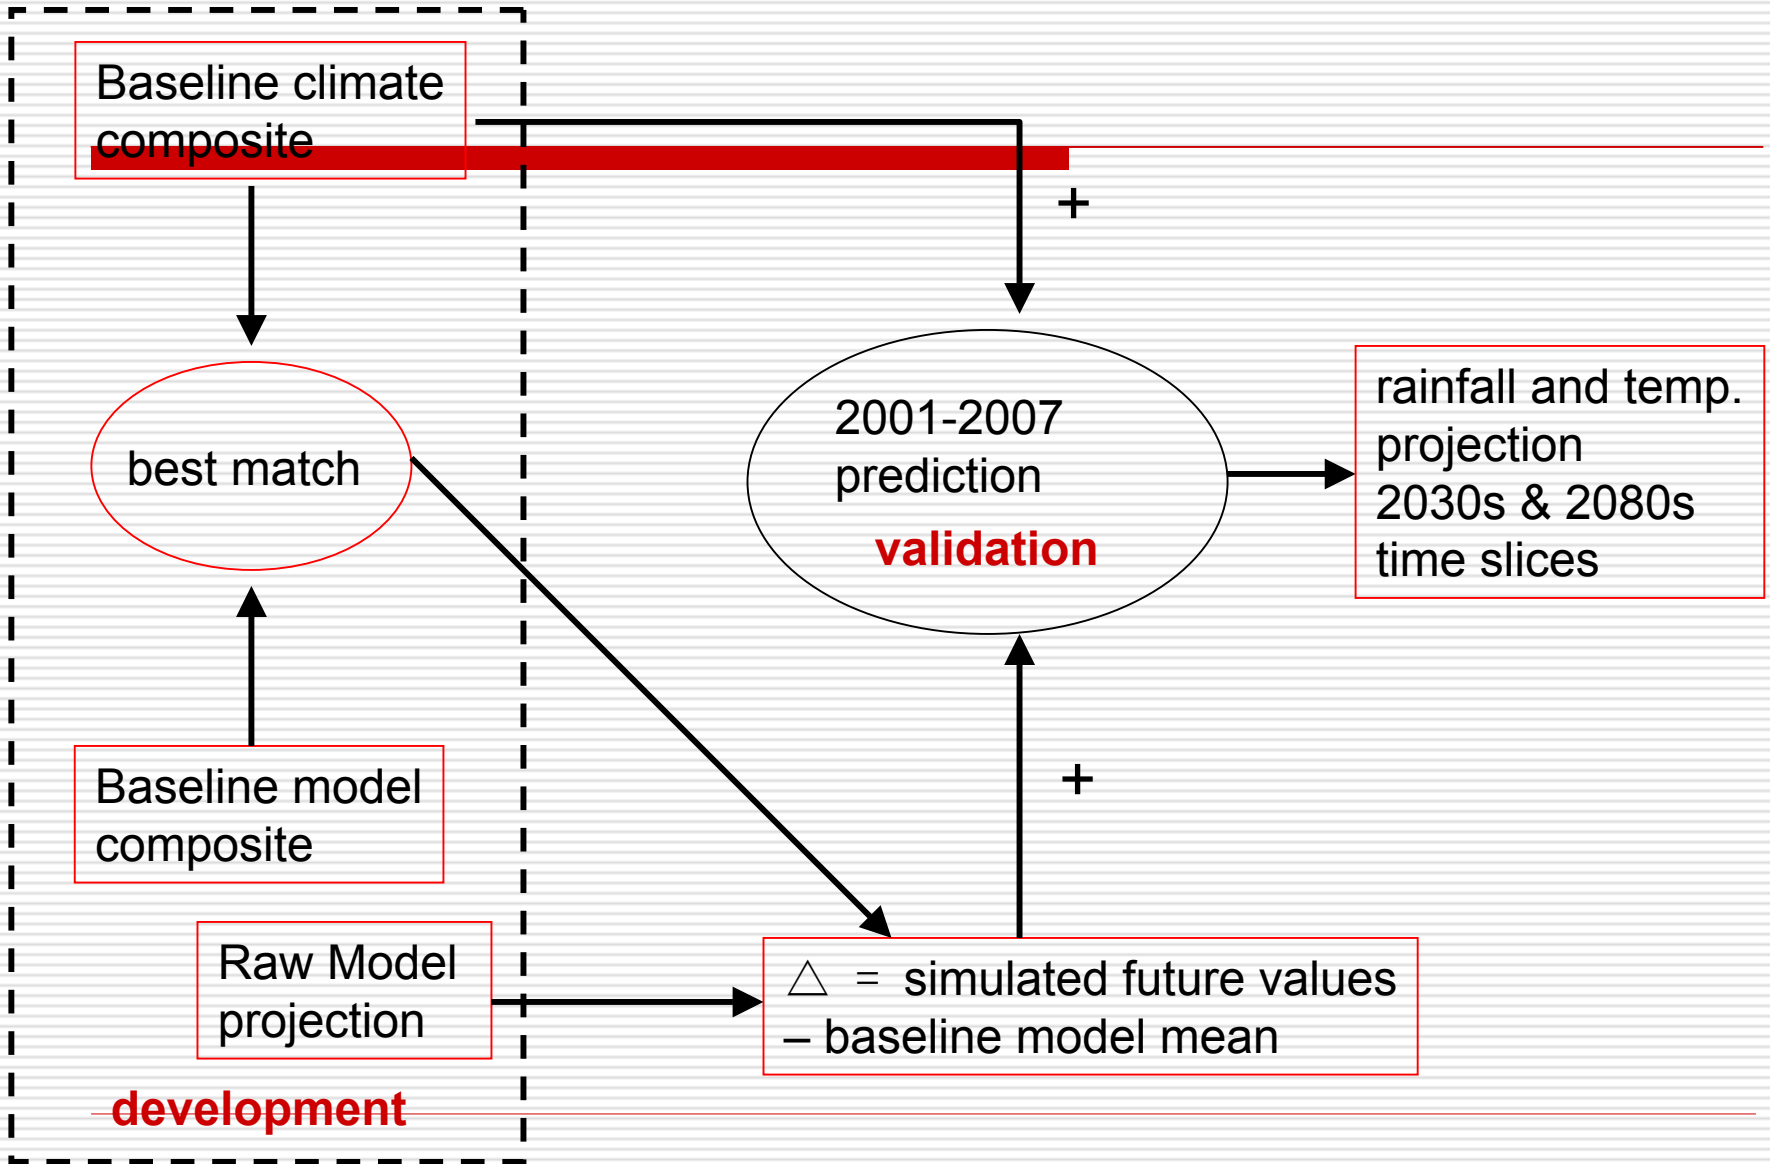 Baseline climate
composite
+
best match
2001-2007
prediction
validation
rainfall and temp.
projection
2030s & 2080s
time slices
Baseline model
composite
+
Raw Model
projection
△ = simulated future values
– baseline model mean
development